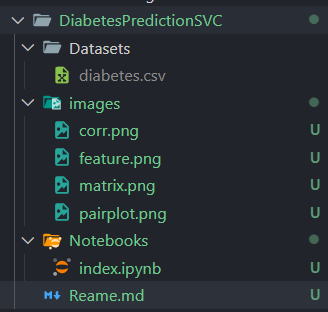 DiabetesPredictionSVC
Datasets
diabetes.csv
images
corr.png U
feature.png U
matrix.png U
pairplot.png U
Notebooks
index.ipynb U
Reame.md U